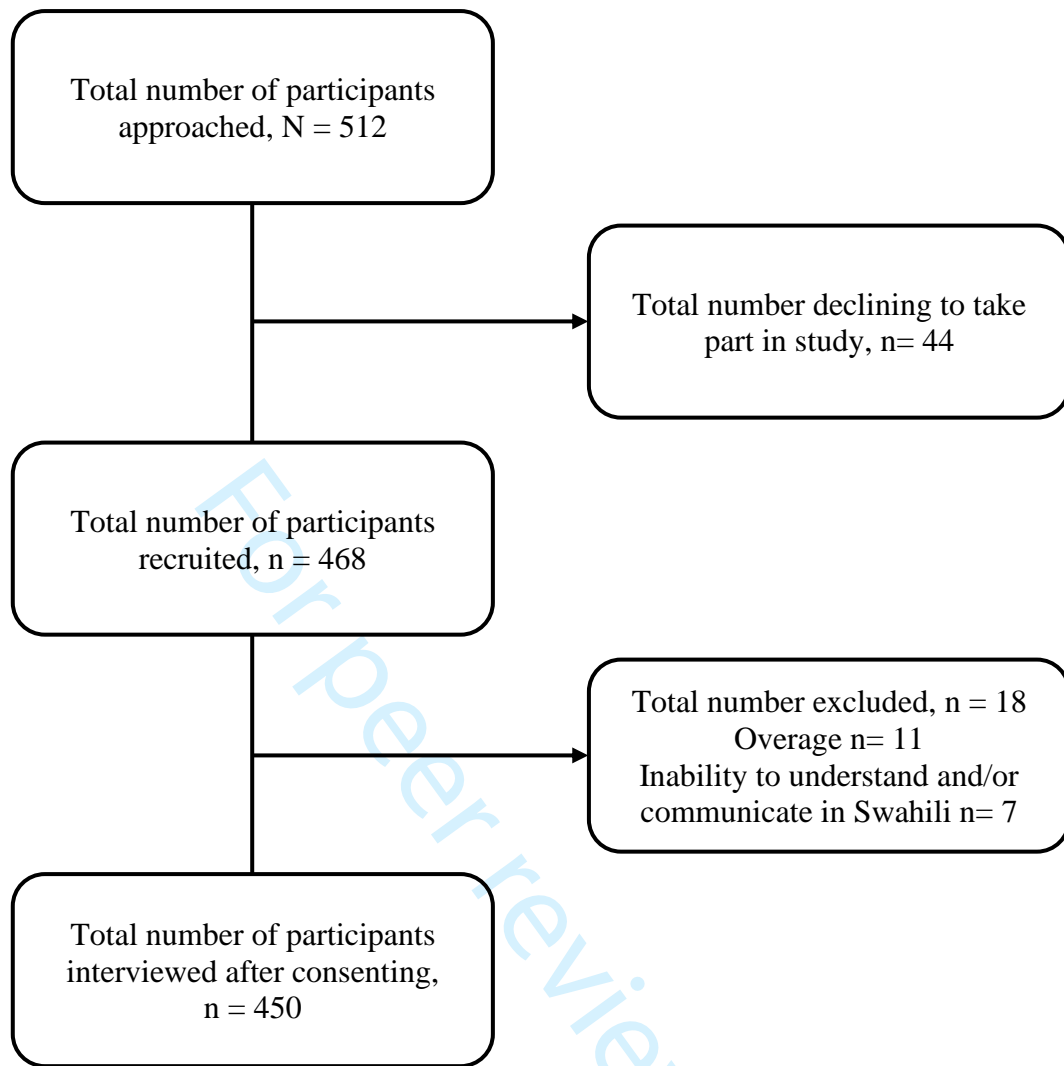 Total number of participants
approached, N = 512
Total number declining to take
part in study, n= 44
Total number of participants
recruited, n = 468
Total number excluded, n = 18
Overage n= 11
Inability to understand and/or
communicate in Swahili n= 7
Total number of participants
interviewed after consenting,
n = 450
For peer review